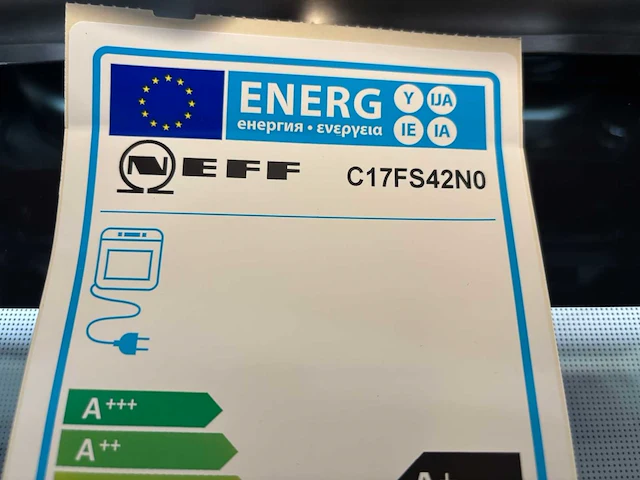 ENERG Y IJA
енергия · ενεργεια IE IA
NEFF C17FS42N0
A+++
A++
A+